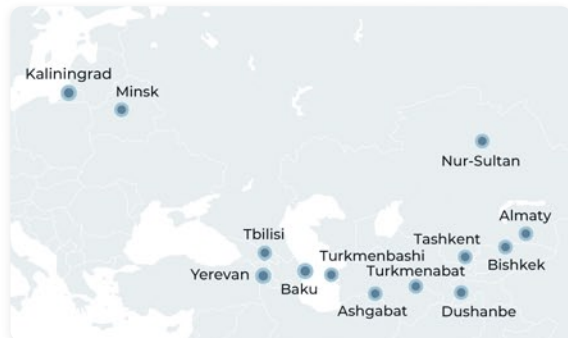 Kaliningrad
Minsk
Nur-Sultan
Almaty
Tbilisi
Tashkent
Turkmenbashi
Bishkek
Yerevan
Turkmenabat
Baku
Ashgabat
Dushanbe